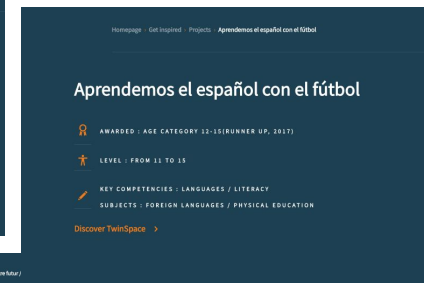 Homepage › Get inspired › Projects › Aprendemos el español con el fútbol
Aprendemos el español con el fútbol
AWARDED : AGE CATEGORY 12-15(RUNNER UP, 2017)
LEVEL : FROM 11 TO 15
KEY COMPETENCIES : LANGUAGES / LITERACY
SUBJECTS : FOREIGN LANGUAGES / PHYSICAL EDUCATION
Discover TwinSpace >
re futur /